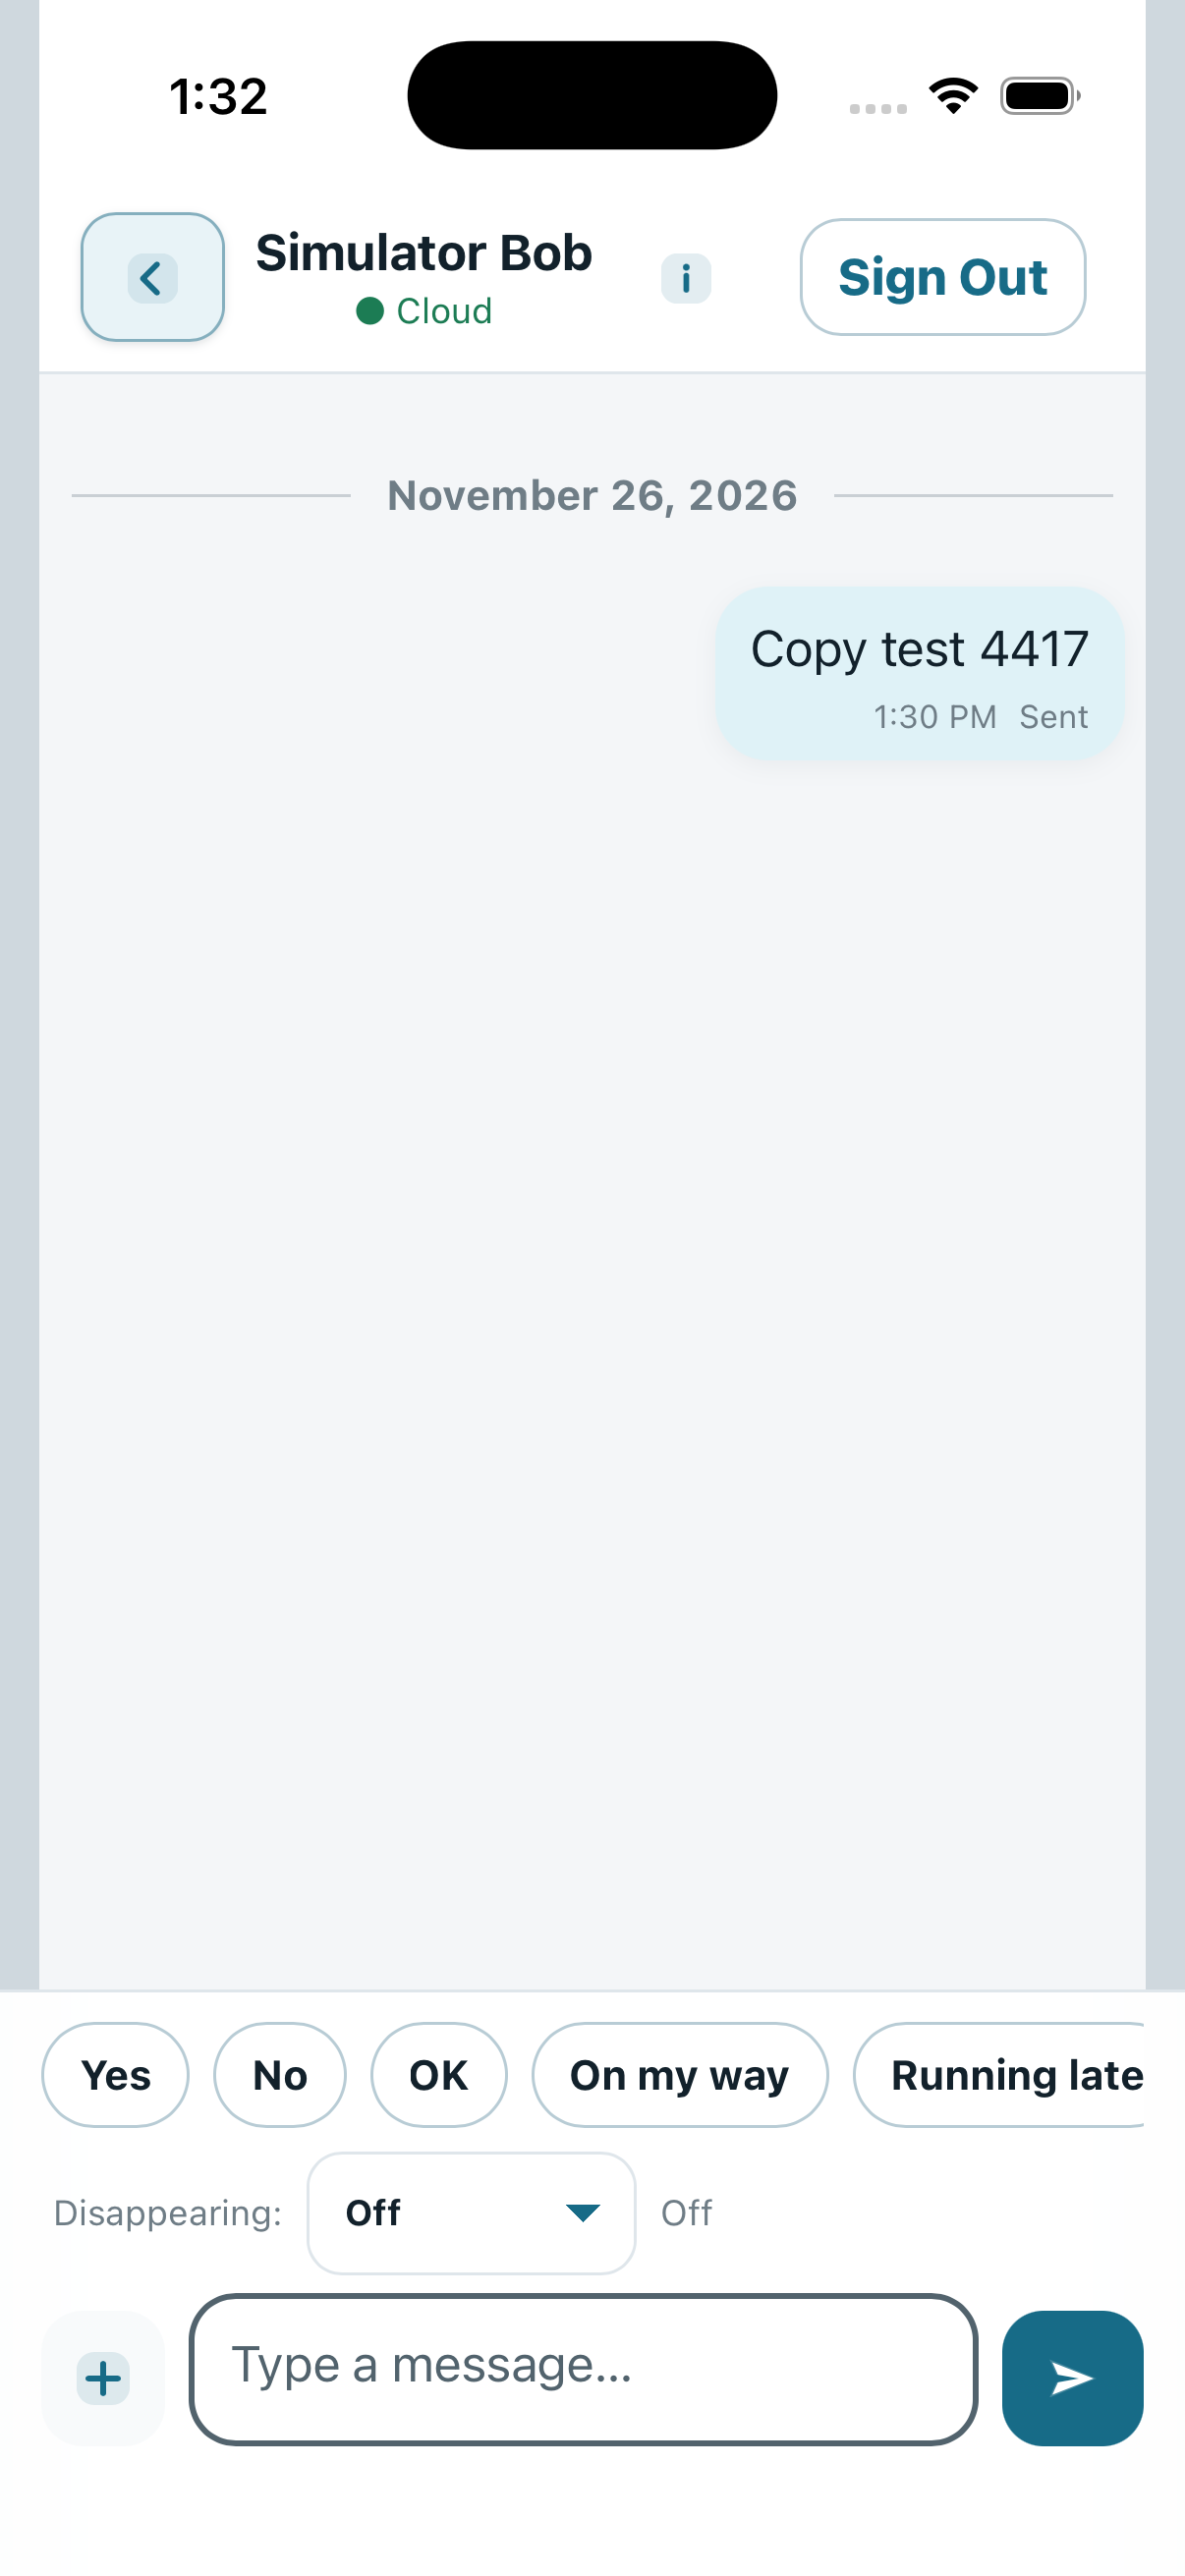 1:32
Simulator Bob
Cloud
Sign Out
November 26, 2026
Copy test 4417
1:30 PM Sent
Yes No OK On my way Running late
Disappearing: Off Off
Type a message...